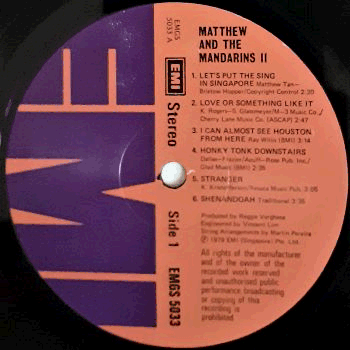 EMGS
5033 A
MATTHEW
AND THE
MANDARINS II
EMI
Stereo
Side 1
EMGS 5033
1. LET'S PUT THE SING
IN SINGAPORE Matthew Tan–
Bristow Hopper/Copyright Control 2:20
2. LOVE OR SOMETHING LIKE IT
K. Rogers–S. Glatsmeyer/M–3 Music Co./
Cherry Lane Music Co. (ASCAP) 2:47
3. I CAN ALMOST SEE HOUSTON
FROM HERE Ray Willis (BMI) 3:14
4. HONKY TONK DOWNSTAIRS
Dallas–Frazier/Acuff–Rose Pub. Inc./
Glad Music (BMI) 3:11
5. STRANGER
K. Kristofferson/Resaca Music Pub. 3:05
6. SHENANDOAH Traditional 3:35
Produced by Reggie Verghese
Engineered by Vincent Lim
String Arrangements by Martin Pereira
℗ 1979 EMI (Singapore) Pte. Ltd.
All rights of the manufacturer
and of the owner of the
recorded work reserved
and unauthorised public
performance broadcasting
or copying of this
record is prohibited
EMI